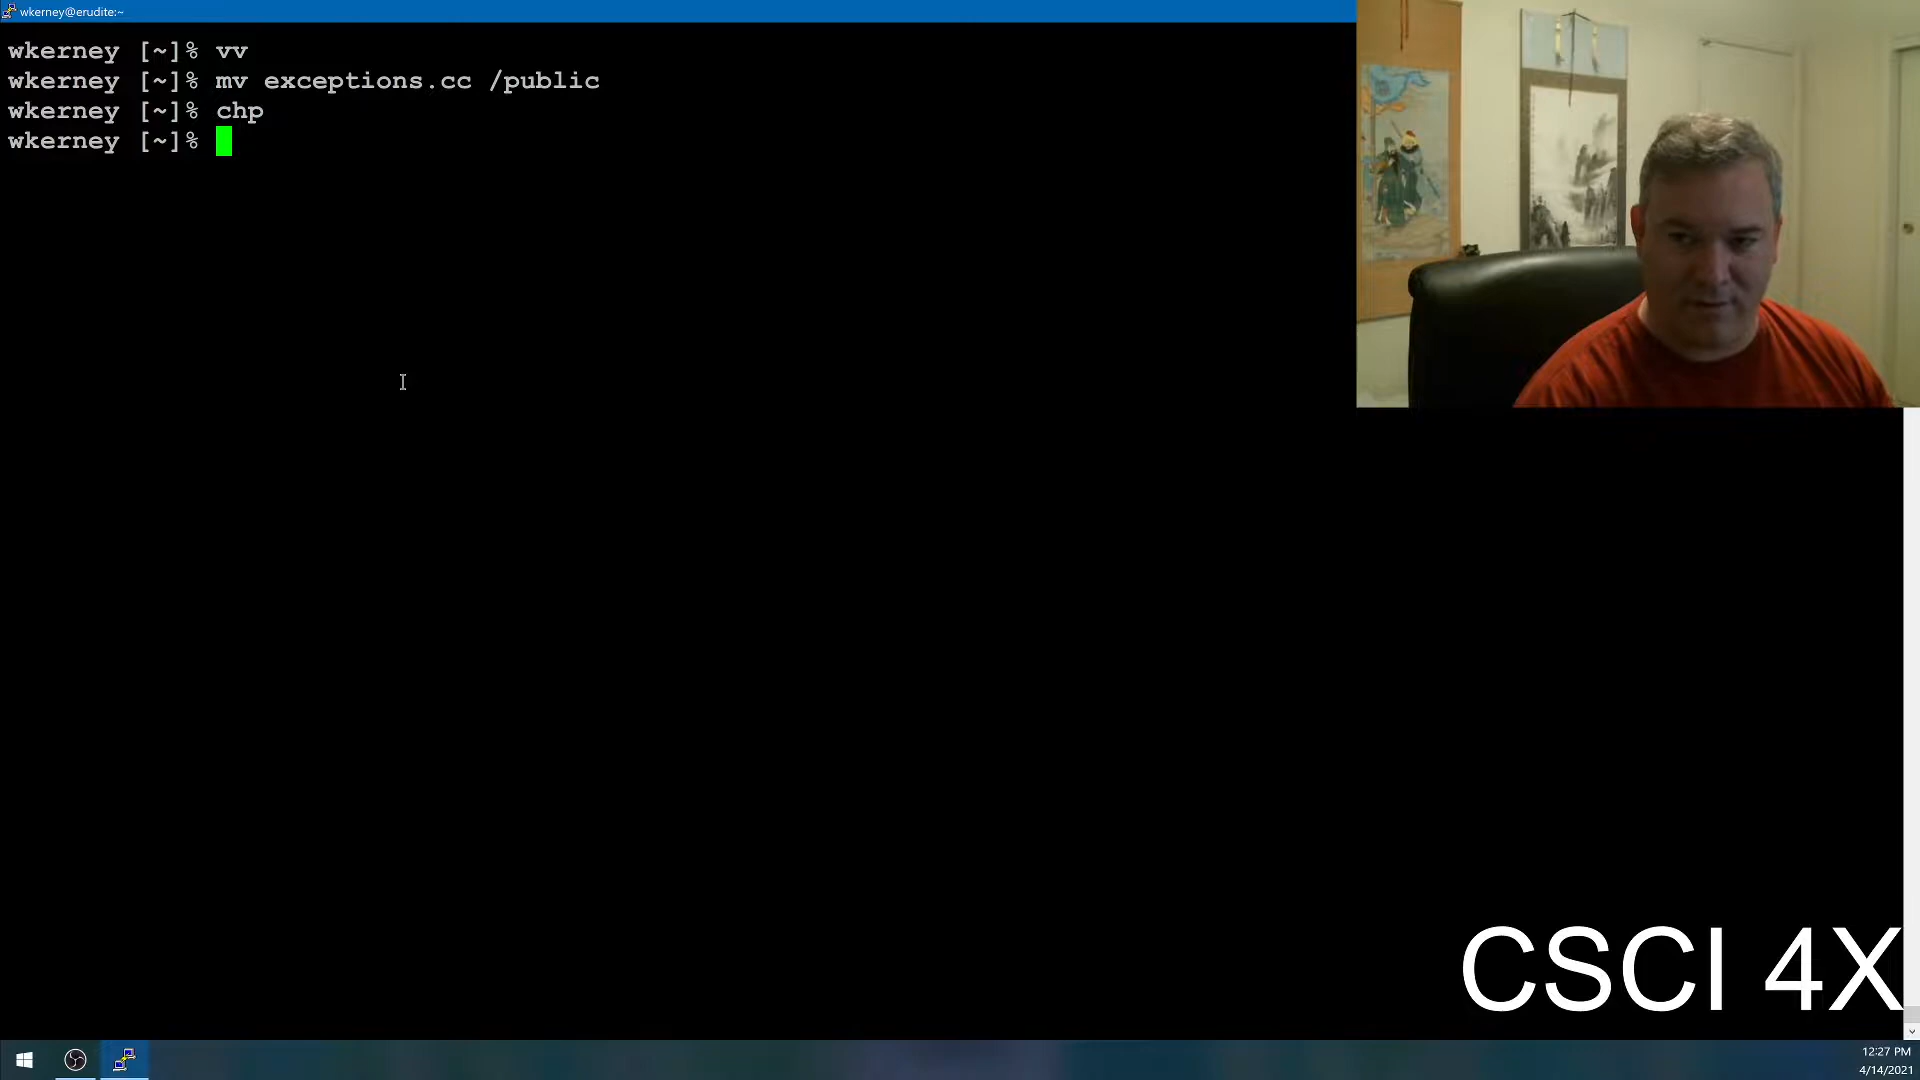 wkerney@erudite:~
wkerney [~]% vv
wkerney [~]% mv exceptions.cc /public
wkerney [~]% chp
wkerney [~]%
CSCI 4X
12:27 PM
4/14/2021